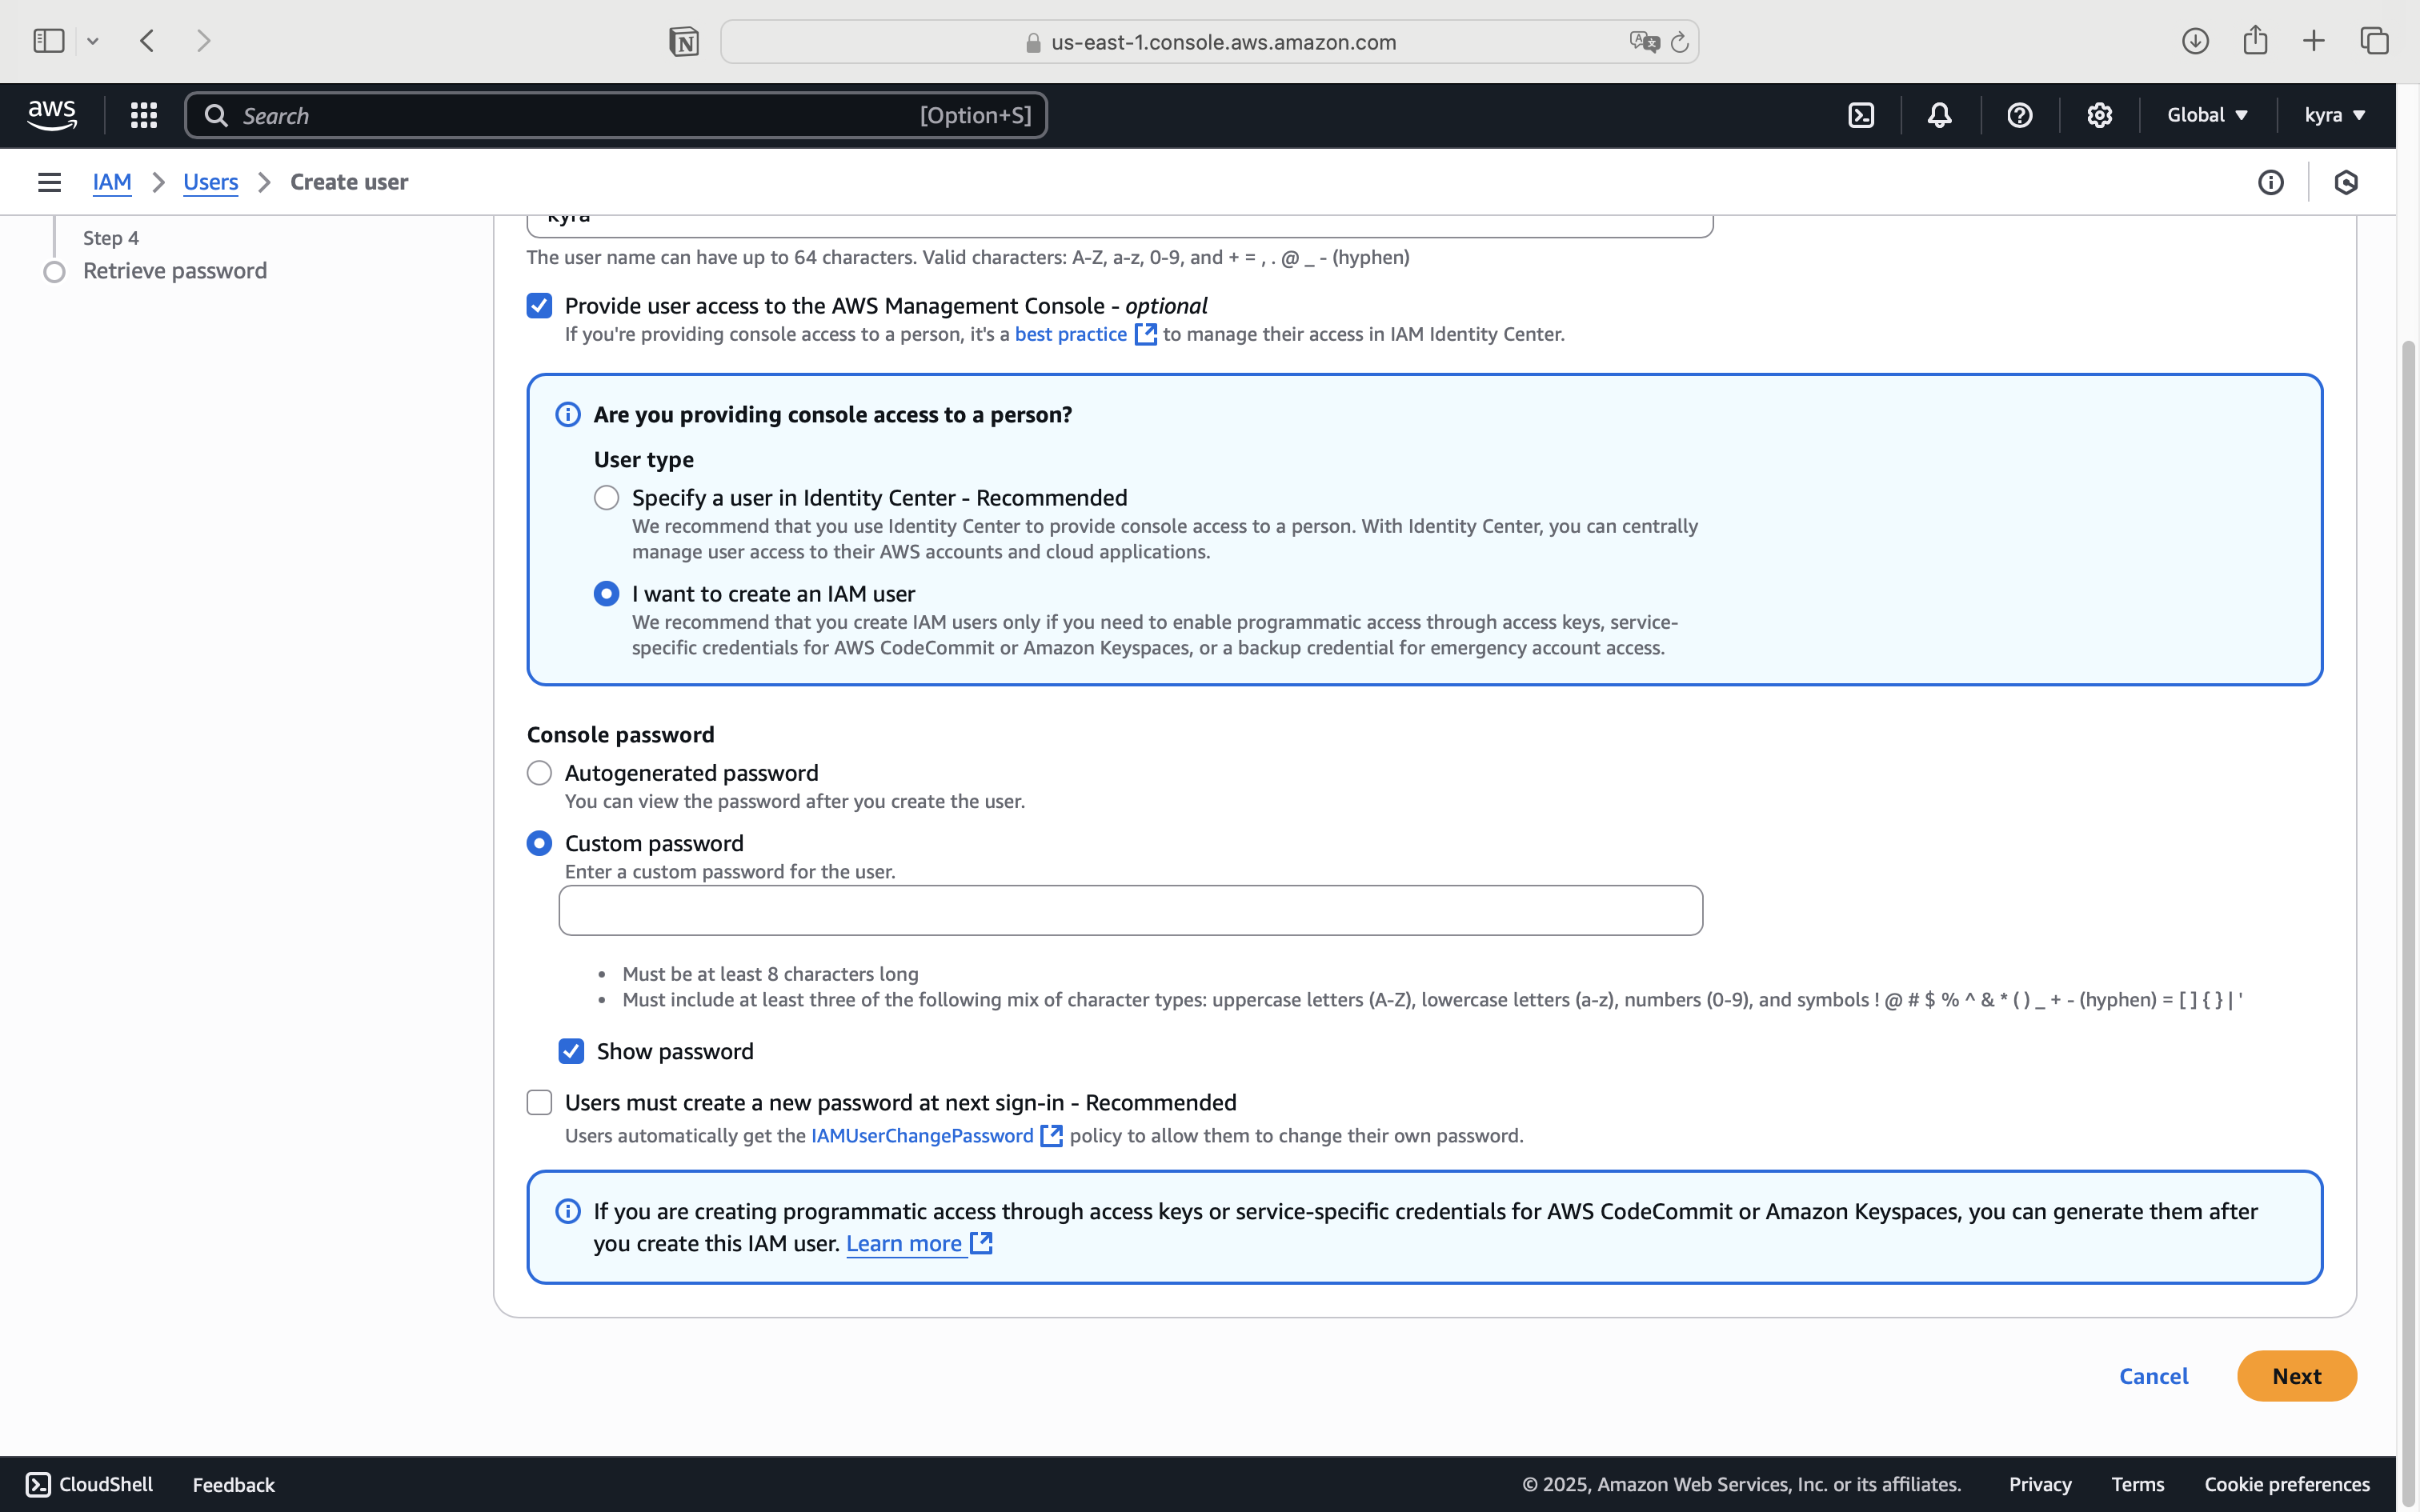 us-east-1.console.aws.amazon.com
aws
Search
[Option+S]
Global
kyra
IAM
Users
Create user
Step 4
Retrieve password
kyra
The user name can have up to 64 characters. Valid characters: A-Z, a-z, 0-9, and + = , . @ _ - (hyphen)
Provide user access to the AWS Management Console - optional
If you're providing console access to a person, it's a best practice to manage their access in IAM Identity Center.
Are you providing console access to a person?
User type
Specify a user in Identity Center - Recommended
We recommend that you use Identity Center to provide console access to a person. With Identity Center, you can centrally
manage user access to their AWS accounts and cloud applications.
I want to create an IAM user
We recommend that you create IAM users only if you need to enable programmatic access through access keys, service-
specific credentials for AWS CodeCommit or Amazon Keyspaces, or a backup credential for emergency account access.
Console password
Autogenerated password
You can view the password after you create the user.
Custom password
Enter a custom password for the user.
• Must be at least 8 characters long
• Must include at least three of the following mix of character types: uppercase letters (A-Z), lowercase letters (a-z), numbers (0-9), and symbols ! @ # $ % ^ & * ( ) _ + - (hyphen) = [ ] { } | '
Show password
Users must create a new password at next sign-in - Recommended
Users automatically get the IAMUserChangePassword policy to allow them to change their own password.
If you are creating programmatic access through access keys or service-specific credentials for AWS CodeCommit or Amazon Keyspaces, you can generate them after
you create this IAM user. Learn more
Cancel
Next
CloudShell
Feedback
© 2025, Amazon Web Services, Inc. or its affiliates.
Privacy
Terms
Cookie preferences